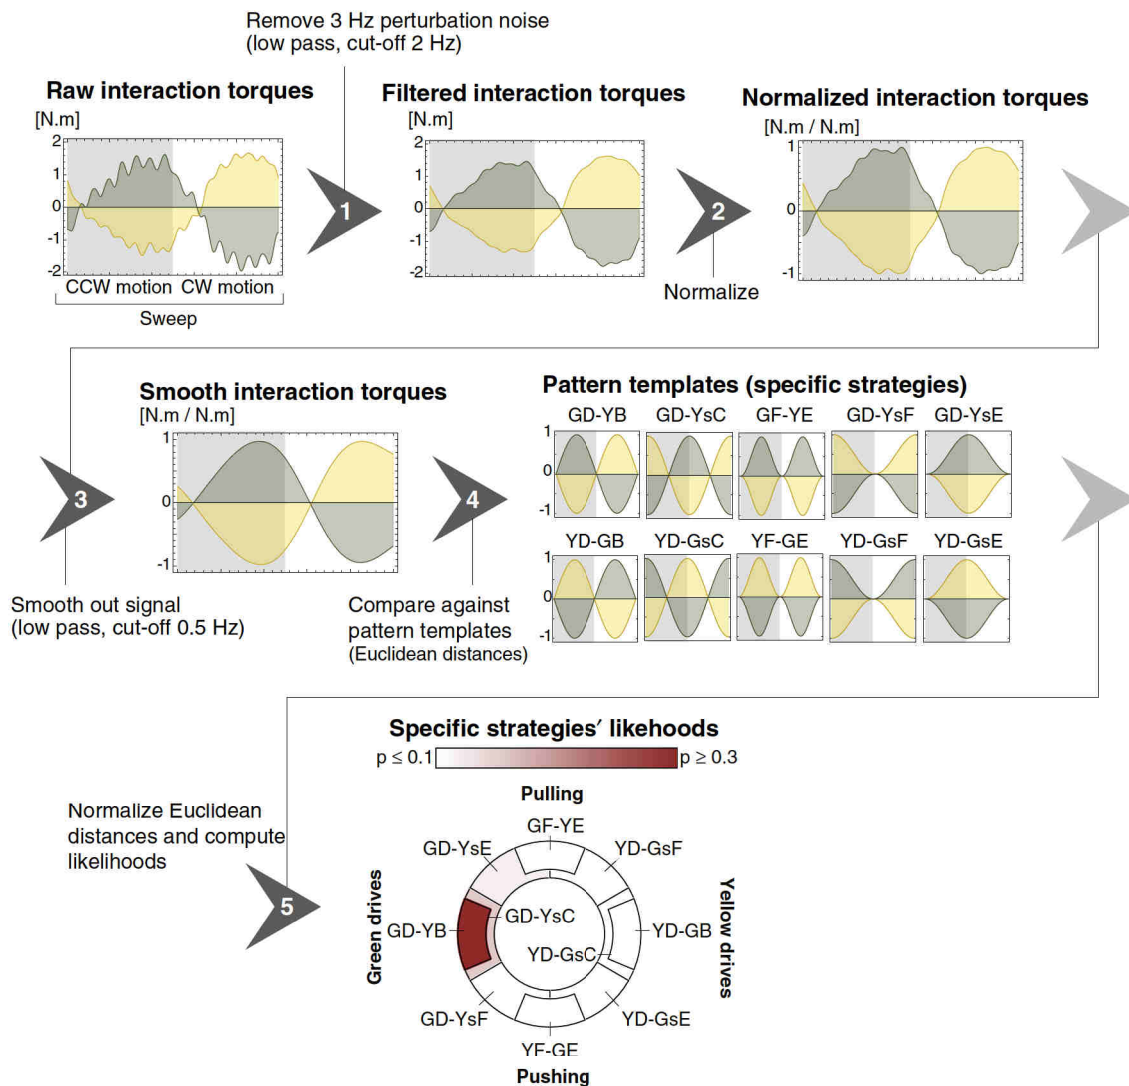 Remove 3 Hz perturbation noise
(low pass, cut-off 2 Hz)
Raw interaction torques
[N.m]
2
1
0
-1
-2
CCW motion CW motion
Sweep
1
Filtered interaction torques
[N.m]
2
1
0
-1
-2
2
Normalize
Normalized interaction torques
[N.m / N.m]
1
0
-1
3
Smooth out signal
(low pass, cut-off 0.5 Hz)
Smooth interaction torques
[N.m / N.m]
1
0
-1
4
Compare against
pattern templates
(Euclidean distances)
Pattern templates (specific strategies)
GD-YB GD-YsC GF-YE GD-YsF GD-YsE
1
0
-1
YD-GB YD-GsC YF-GE YD-GsF YD-GsE
1
0
-1
Normalize Euclidean
distances and compute
likelihoods
5
Specific strategies′ likehoods
p ≤ 0.1 p ≥ 0.3
Pulling
GF-YE
GD-YsE YD-GsF
Green drives
GD-YB
GD-YsC
YD-GsC
YD-GB
Yellow drives
GD-YsF YD-GsE
YF-GE
Pushing